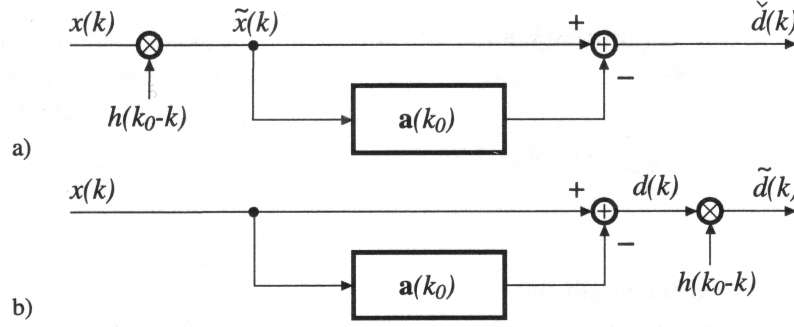 x(k) x̃(k) + ď(k)
−
h(k₀-k) a(k₀)
a)
x(k) + d(k) d̃(k)
−
a(k₀) h(k₀-k)
b)